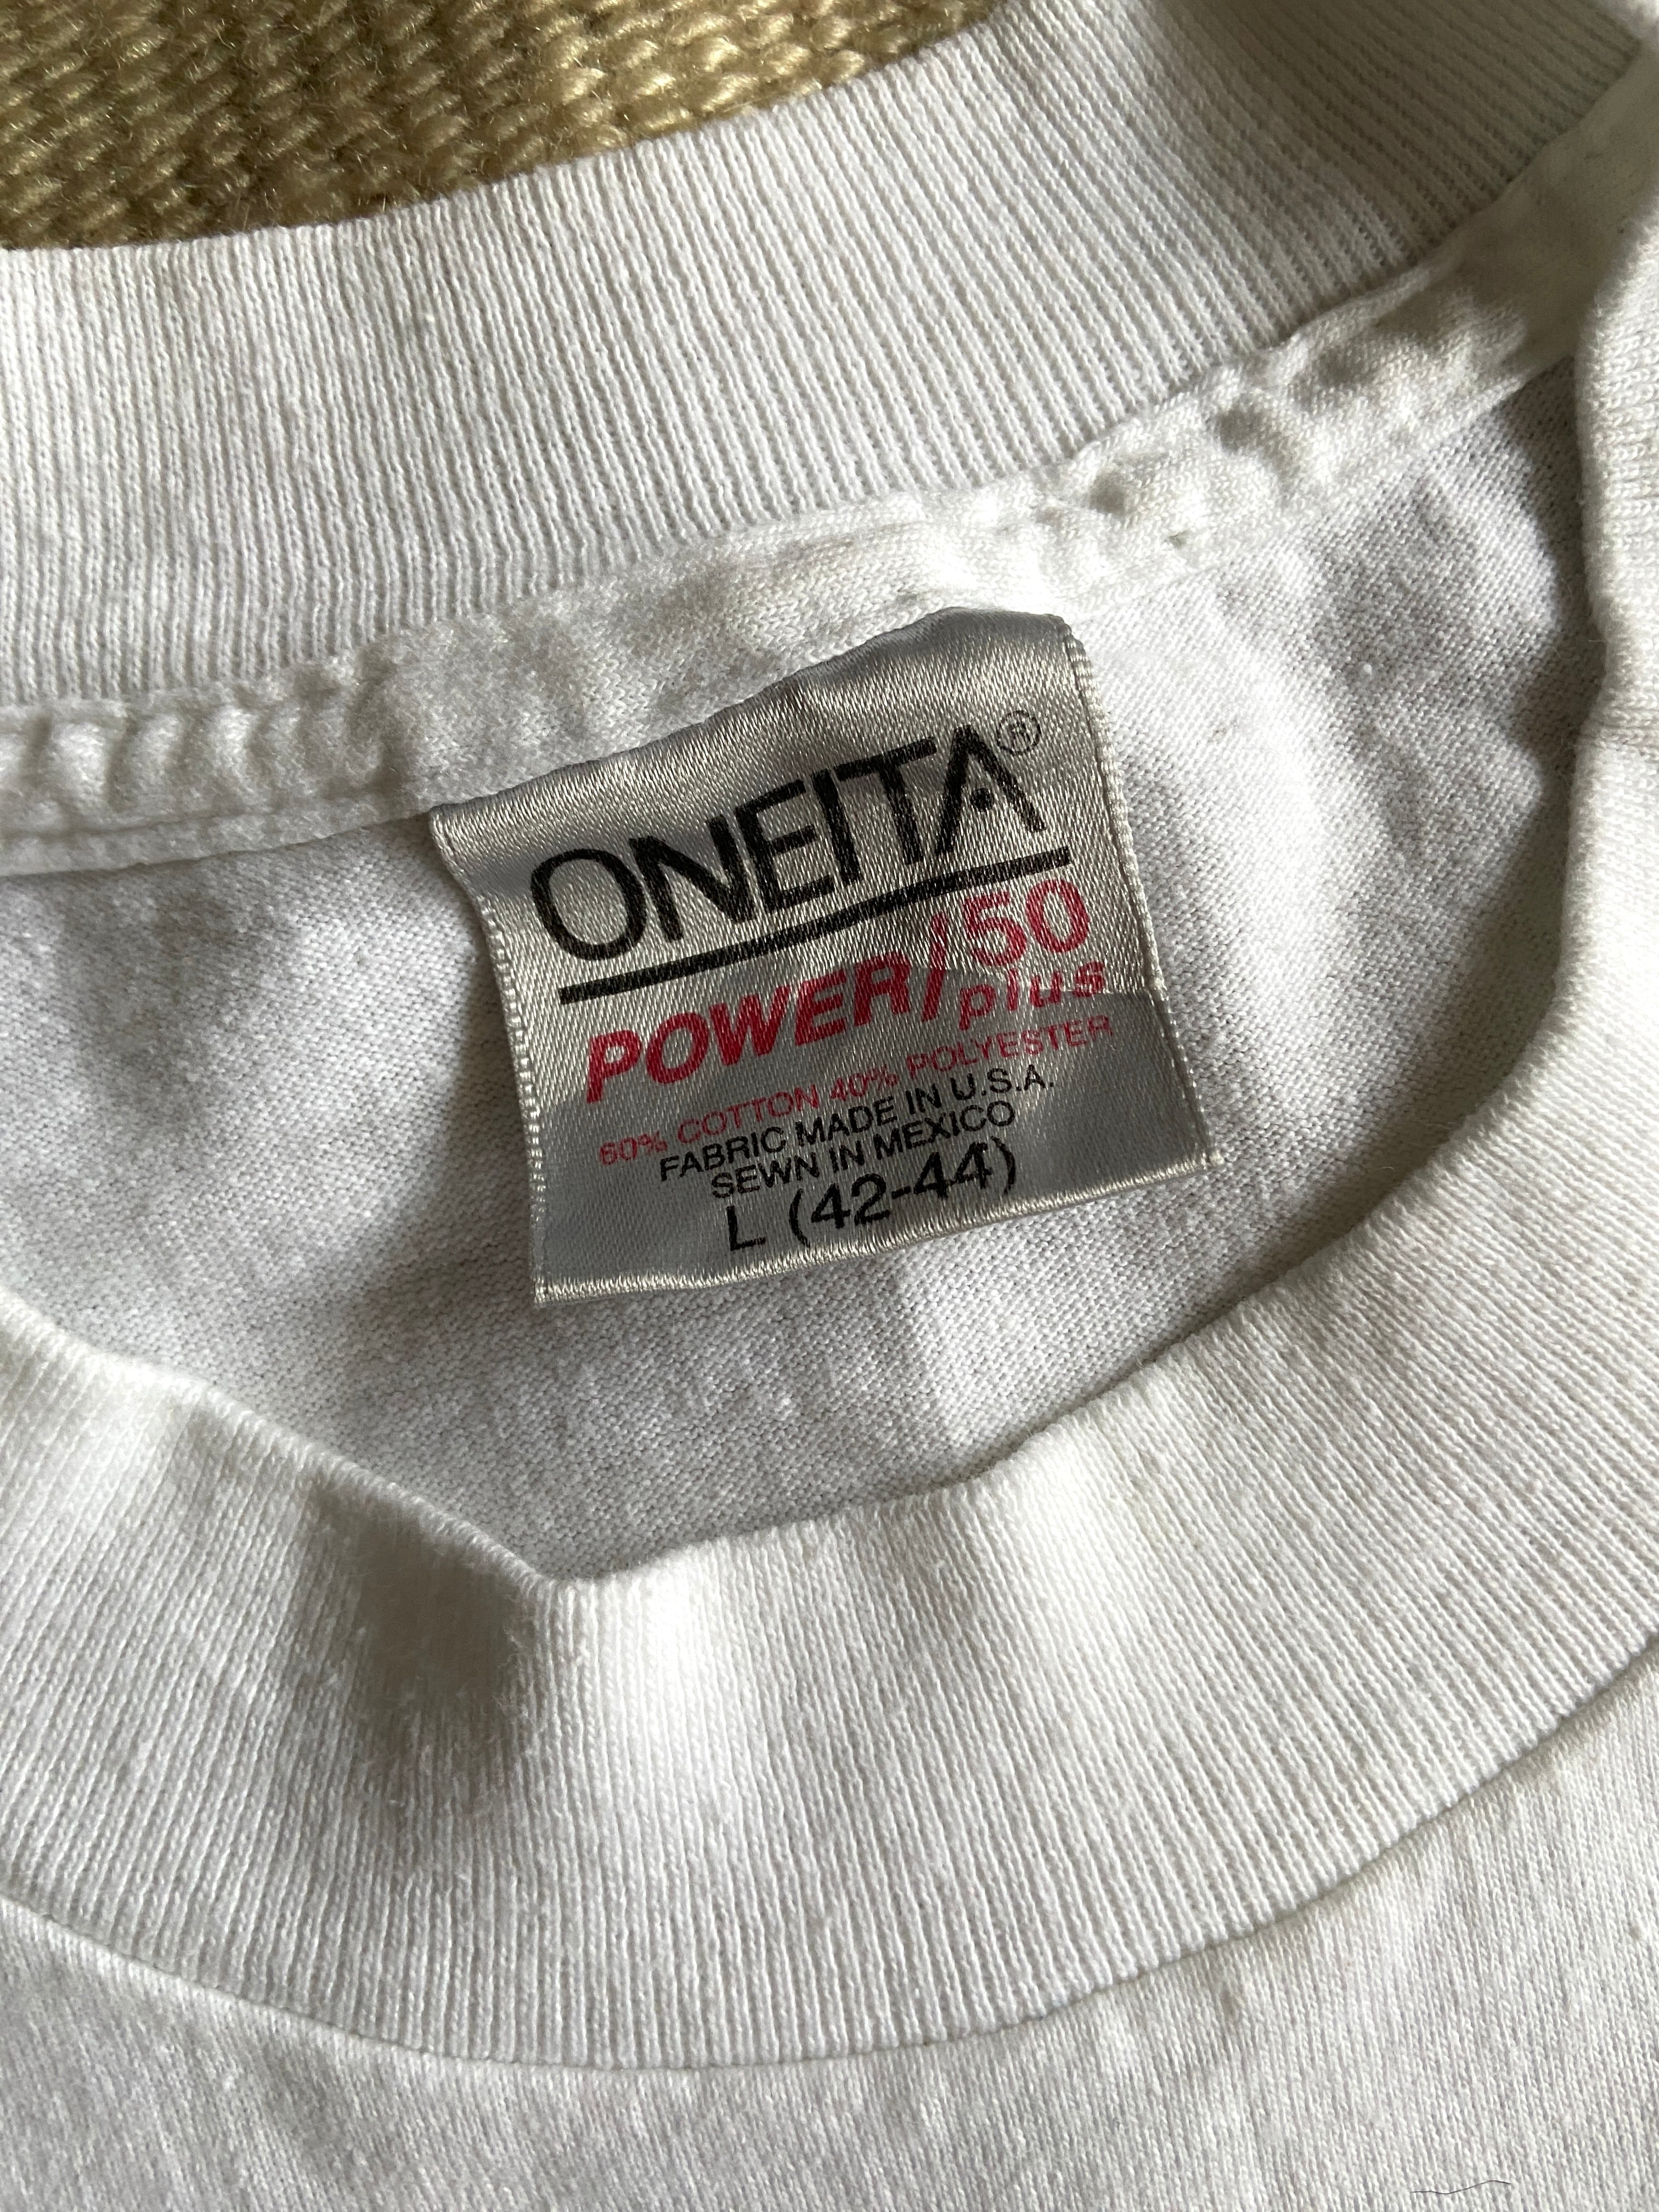 ONEITA®
POWER/50
plus
60% COTTON 40% POLYESTER
FABRIC MADE IN U.S.A.
SEWN IN MEXICO
L (42-44)